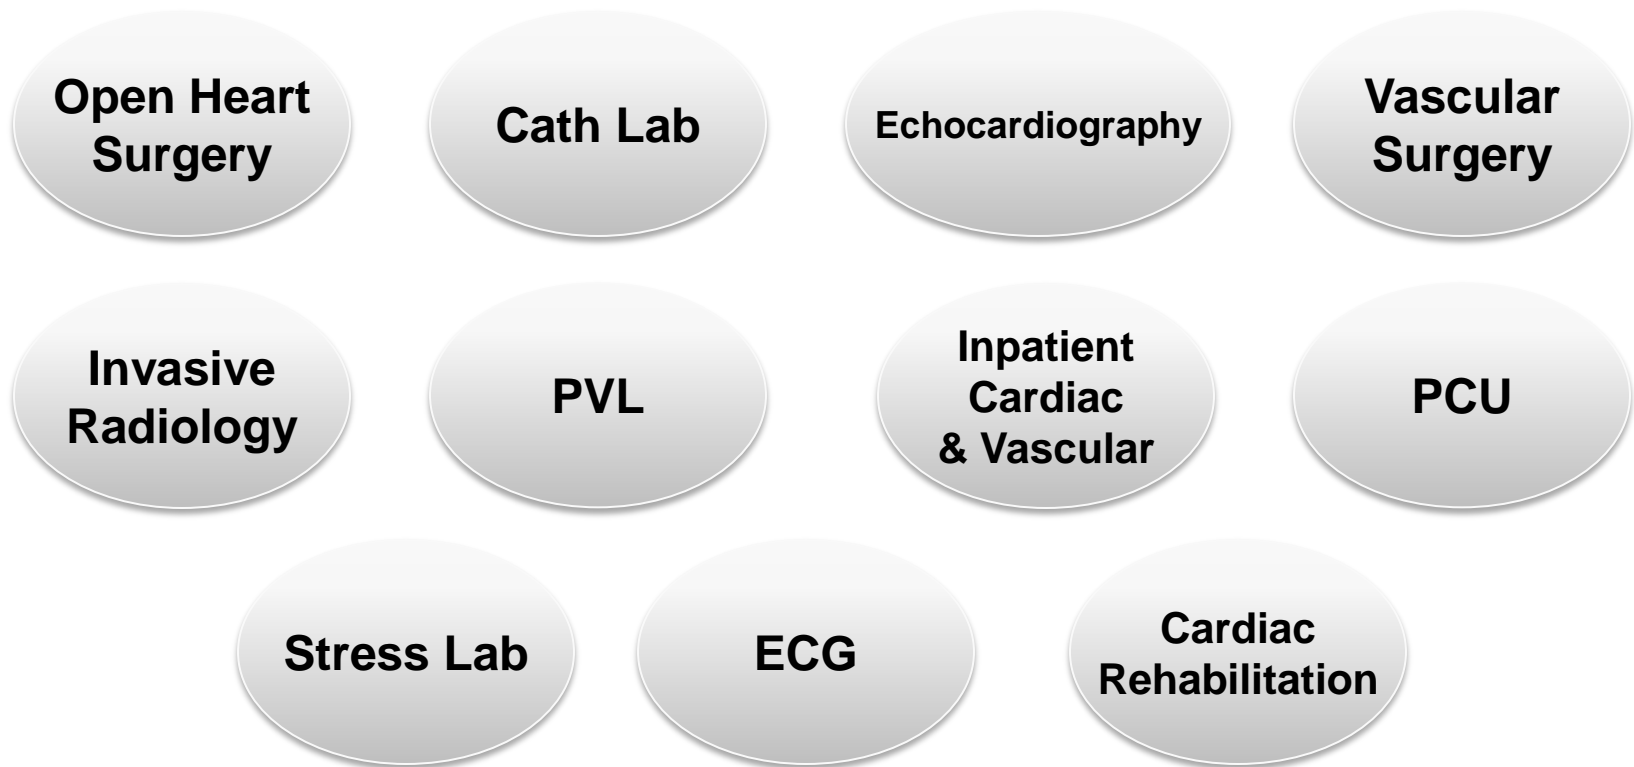 Open Heart
Surgery
Cath Lab
Echocardiography
Vascular
Surgery
Invasive
Radiology
PVL
Inpatient
Cardiac
& Vascular
PCU
Stress Lab
ECG
Cardiac
Rehabilitation